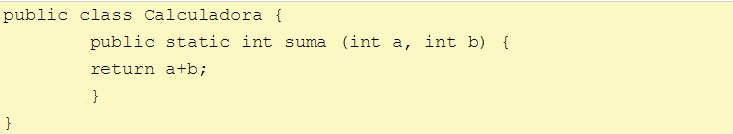 public class Calculadora {
public static int suma (int a, int b) {
return a+b;
}
}